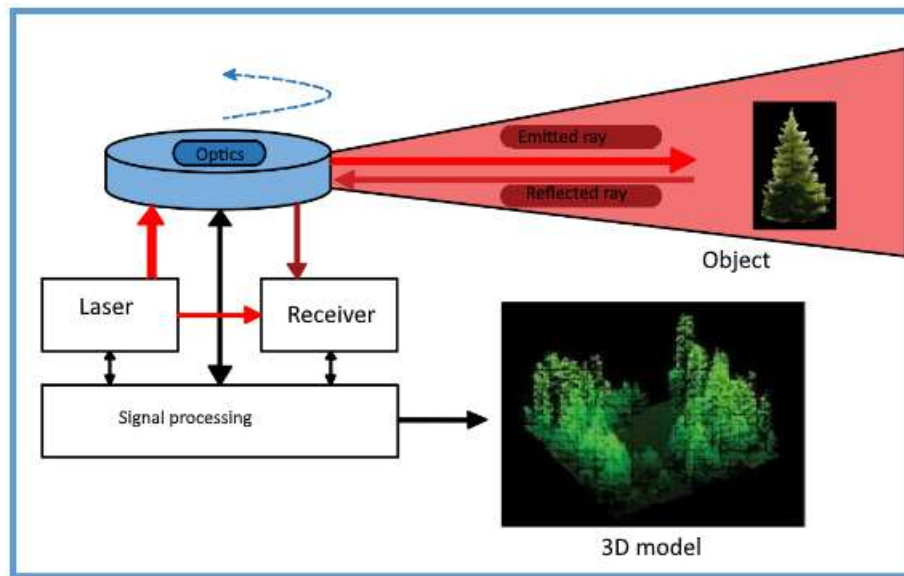 Optics
Emitted ray
Reflected ray
Object
Laser
Receiver
Signal processing
3D model